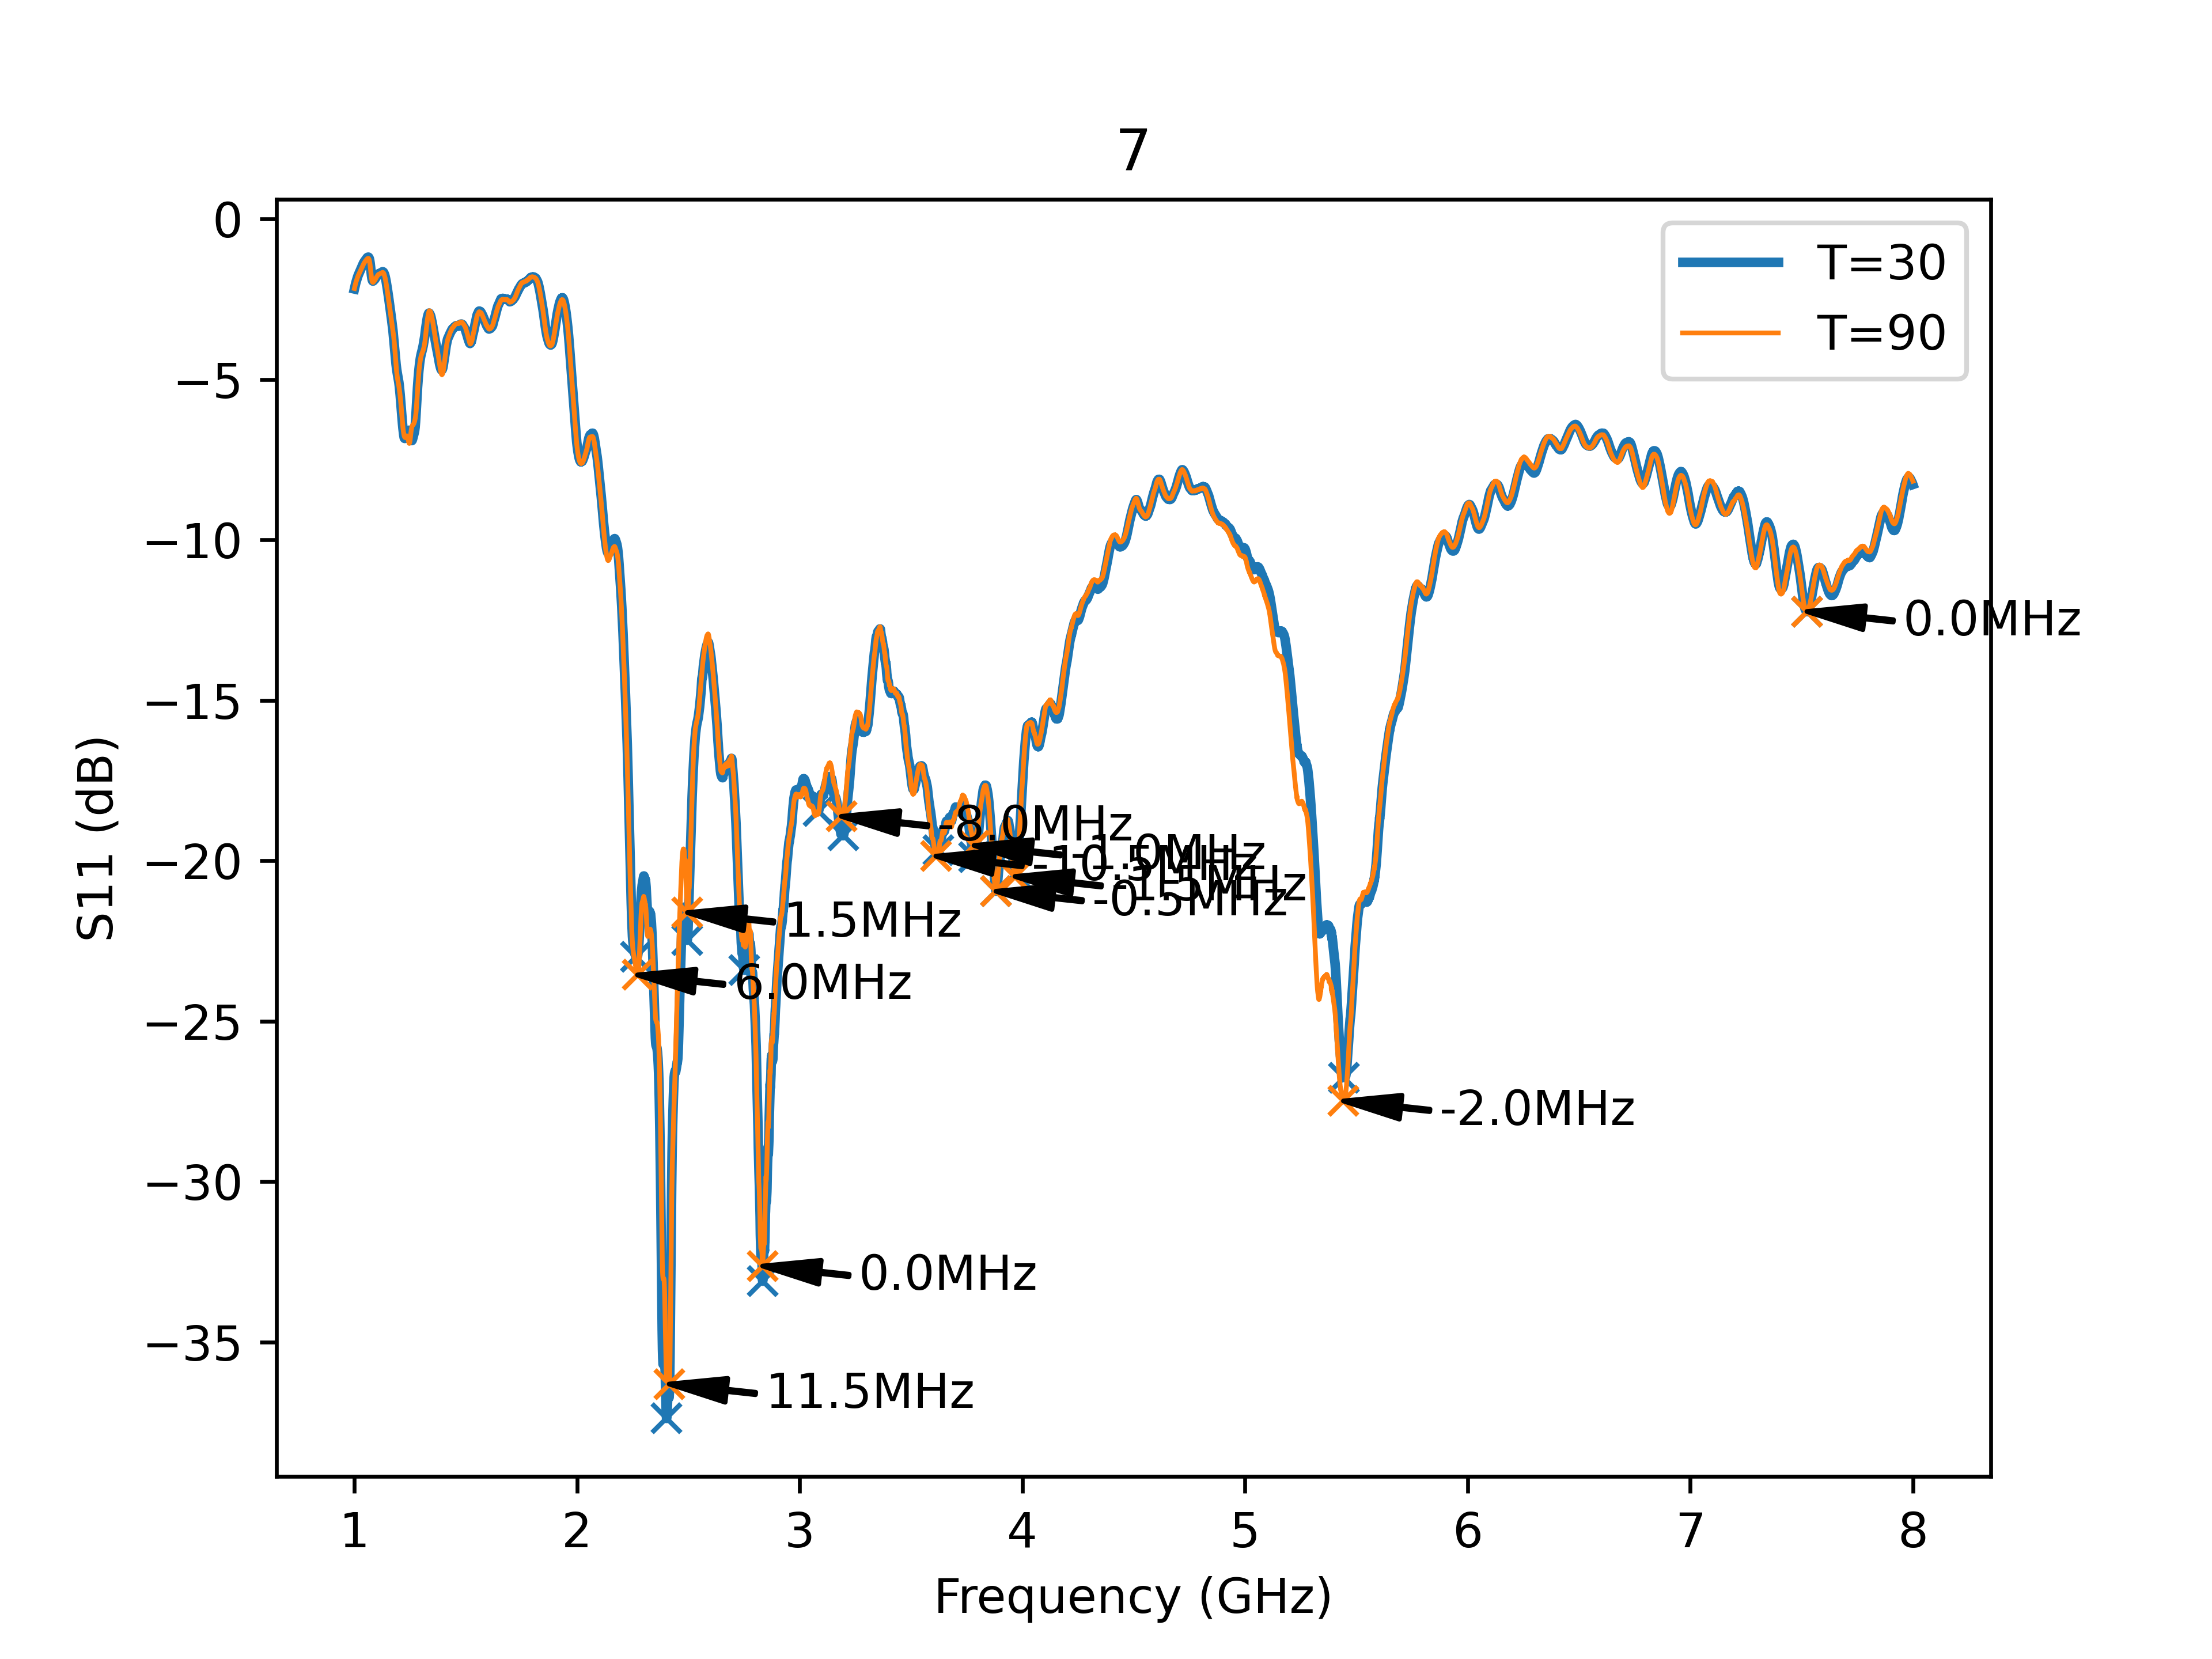 7
0
−5
−10
−15
−20
−25
−30
−35
S11 (dB)
T=30
T=90
0.0MHz
-8.0MHz
-10.5MHz
-0.5MHz
1.5MHz
6.0MHz
-2.0MHz
0.0MHz
11.5MHz
1 2 3 4 5 6 7 8
Frequency (GHz)